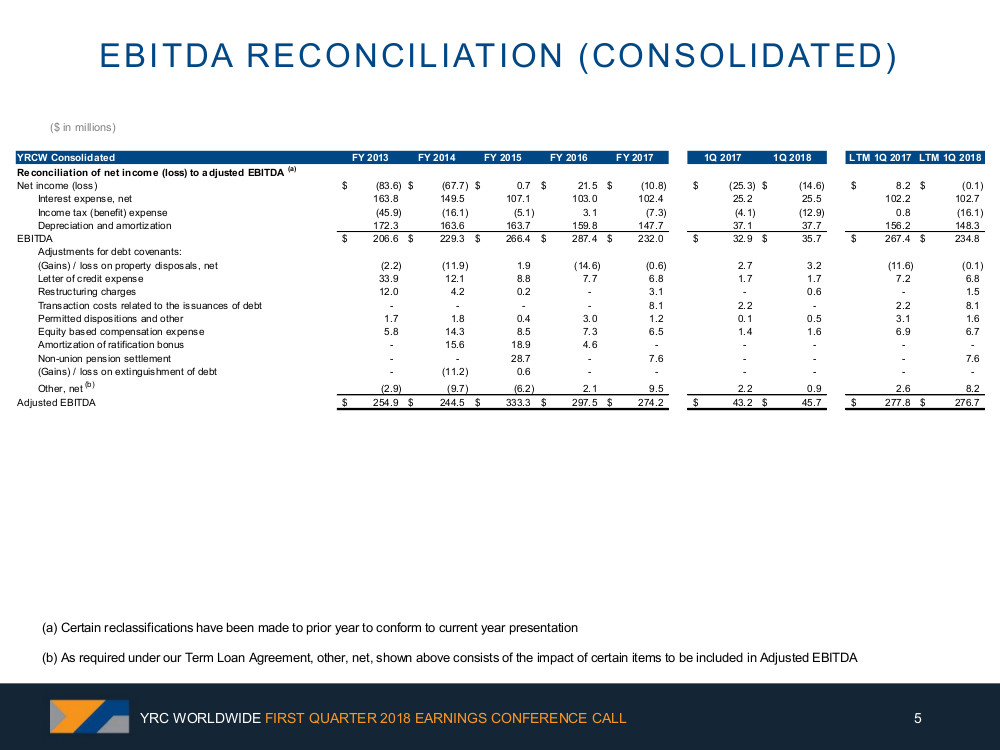 EBITDA RECONCILIATION (CONSOLIDATED)
($ in millions)
YRCW Consolidated FY 2013 FY 2014 FY 2015 FY 2016 FY 2017 1Q 2017 1Q 2018 LTM 1Q 2017 LTM 1Q 2018
Reconciliation of net income (loss) to adjusted EBITDA (a)
Net income (loss) $ (83.6) $ (67.7) $ 0.7 $ 21.5 $ (10.8) $ (25.3) $ (14.6) $ 8.2 $ (0.1)
Interest expense, net 163.8 149.5 107.1 103.0 102.4 25.2 25.5 102.2 102.7
Income tax (benefit) expense (45.9) (16.1) (5.1) 3.1 (7.3) (4.1) (12.9) 0.8 (16.1)
Depreciation and amortization 172.3 163.6 163.7 159.8 147.7 37.1 37.7 156.2 148.3
EBITDA $ 206.6 $ 229.3 $ 266.4 $ 287.4 $ 232.0 $ 32.9 $ 35.7 $ 267.4 $ 234.8
Adjustments for debt covenants:
(Gains) / loss on property disposals, net (2.2) (11.9) 1.9 (14.6) (0.6) 2.7 3.2 (11.6) (0.1)
Letter of credit expense 33.9 12.1 8.8 7.7 6.8 1.7 1.7 7.2 6.8
Restructuring charges 12.0 4.2 0.2 - 3.1 - 0.6 - 1.5
Transaction costs related to the issuances of debt - - - - 8.1 2.2 - 2.2 8.1
Permitted dispositions and other 1.7 1.8 0.4 3.0 1.2 0.1 0.5 3.1 1.6
Equity based compensation expense 5.8 14.3 8.5 7.3 6.5 1.4 1.6 6.9 6.7
Amortization of ratification bonus - 15.6 18.9 4.6 - - - - -
Non-union pension settlement - - 28.7 - 7.6 - - - 7.6
(Gains) / loss on extinguishment of debt - (11.2) 0.6 - - - - - -
Other, net (b) (2.9) (9.7) (6.2) 2.1 9.5 2.2 0.9 2.6 8.2
Adjusted EBITDA $ 254.9 $ 244.5 $ 333.3 $ 297.5 $ 274.2 $ 43.2 $ 45.7 $ 277.8 $ 276.7
(a) Certain reclassifications have been made to prior year to conform to current year presentation
(b) As required under our Term Loan Agreement, other, net, shown above consists of the impact of certain items to be included in Adjusted EBITDA
YRC WORLDWIDE FIRST QUARTER 2018 EARNINGS CONFERENCE CALL 5